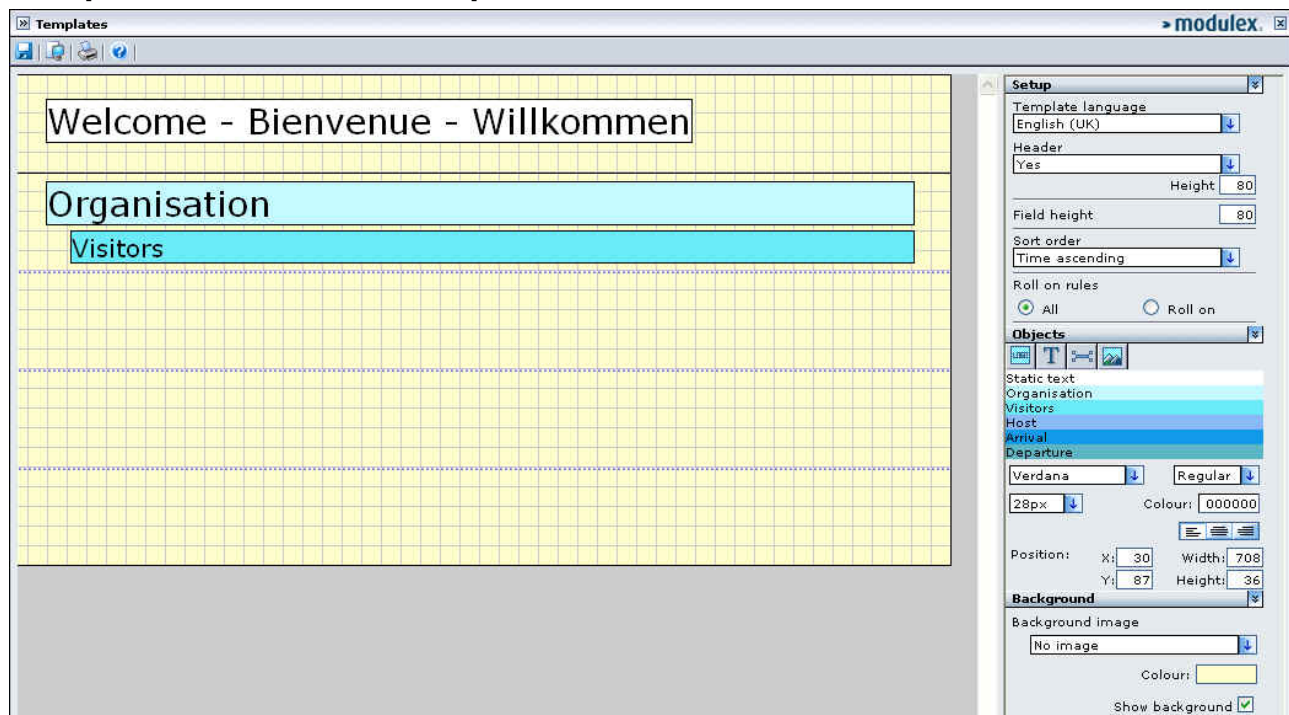 Templates
modulex.
Welcome - Bienvenue - Willkommen
Organisation
Visitors
Setup
Template language
English (UK)
Header
Yes
Height 80
Field height 80
Sort order
Time ascending
Roll on rules
All Roll on
Objects
T
Static text
Organisation
Visitors
Host
Arrival
Departure
Verdana Regular
28px Colour: 000000
Position: X: 30 Width: 708
Y: 87 Height: 36
Background
Background image
No image
Colour:
Show background